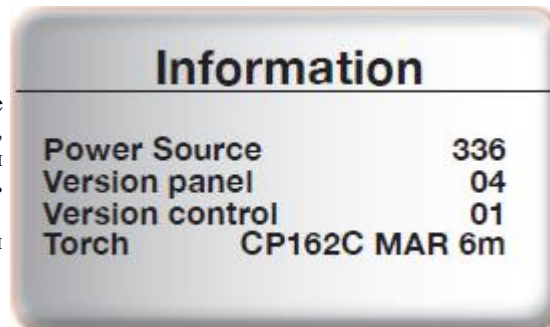 Information
Power Source 336
Version panel 04
Version control 01
Torch CP162C MAR 6m